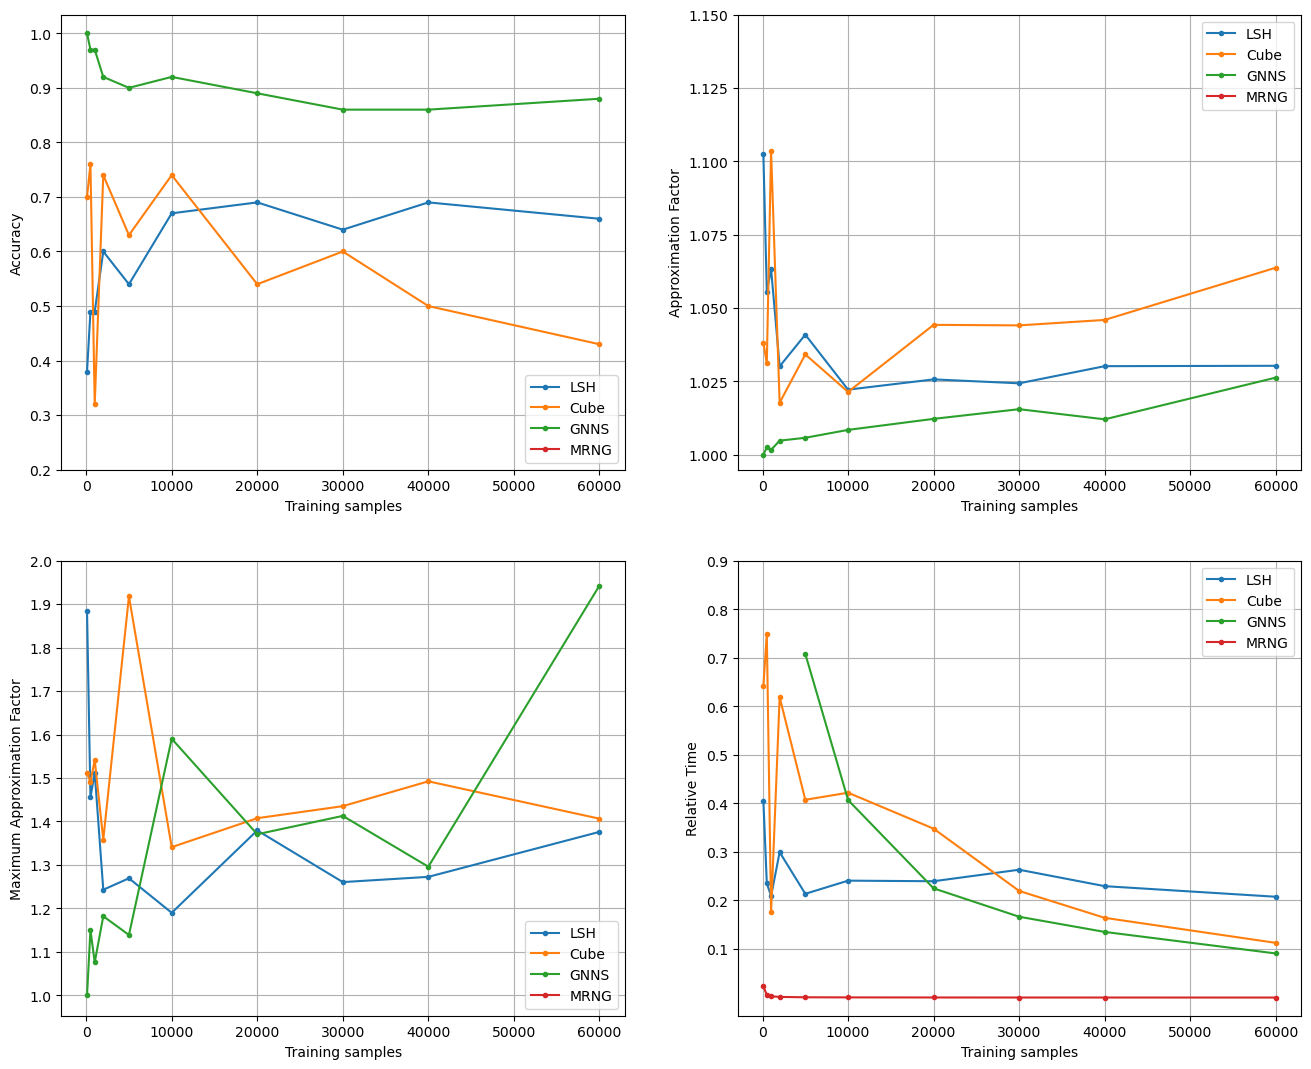 1.0
0.9
0.8
0.7
0.6
0.5
0.4
0.3
0.2
Accuracy
LSH
Cube
GNNS
MRNG
0 10000 20000 30000 40000 50000 60000
Training samples
1.150
1.125
1.100
1.075
1.050
1.025
1.000
Approximation Factor
LSH
Cube
GNNS
MRNG
0 10000 20000 30000 40000 50000 60000
Training samples
2.0
1.9
1.8
1.7
1.6
1.5
1.4
1.3
1.2
1.1
1.0
Maximum Approximation Factor
LSH
Cube
GNNS
MRNG
0 10000 20000 30000 40000 50000 60000
Training samples
0.9
0.8
0.7
0.6
0.5
0.4
0.3
0.2
0.1
Relative Time
LSH
Cube
GNNS
MRNG
0 10000 20000 30000 40000 50000 60000
Training samples